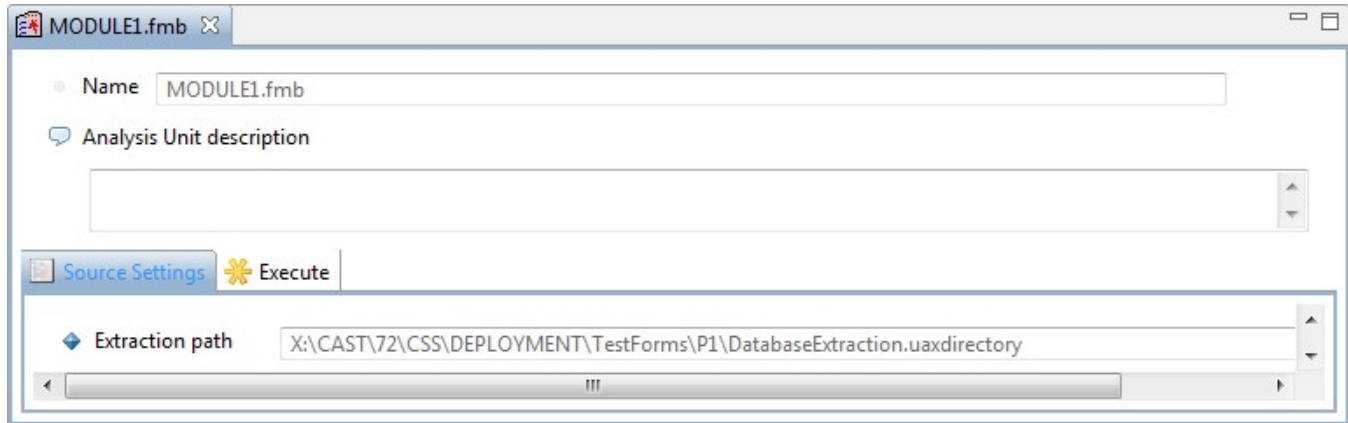 MODULE1.fmb
Name MODULE1.fmb
Analysis Unit description
Source Settings Execute
Extraction path X:\CAST\72\CSS\DEPLOYMENT\TestForms\P1\DatabaseExtraction.uaxdirectory